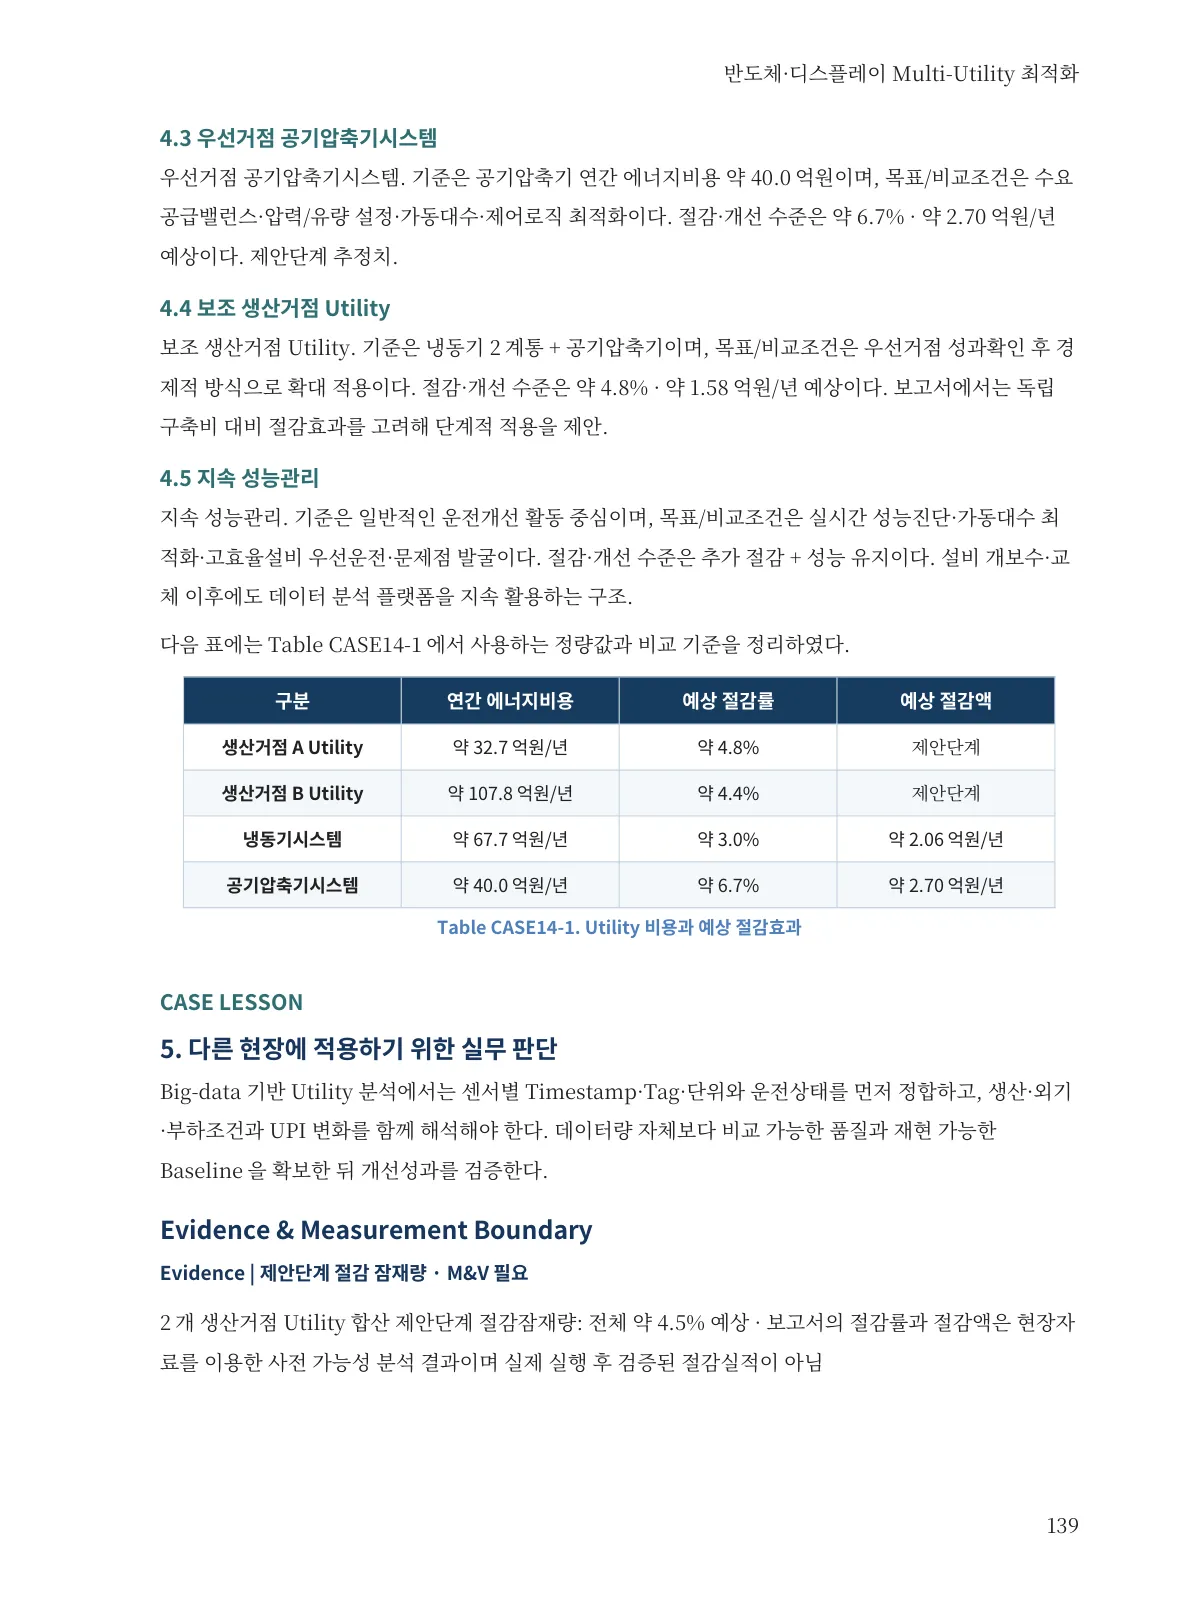 반도체·디스플레이 Multi-Utility 최적화
4.3 우선거점 공기압축기시스템
우선거점 공기압축기시스템. 기준은 공기압축기 연간 에너지비용 약 40.0 억원이며, 목표/비교조건은 수요
공급밸런스·압력/유량 설정·가동대수·제어로직 최적화이다. 절감·개선 수준은 약 6.7% · 약 2.70 억원/년
예상이다. 제안단계 추정치.
4.4 보조 생산거점 Utility
보조 생산거점 Utility. 기준은 냉동기 2 계통 + 공기압축기이며, 목표/비교조건은 우선거점 성과확인 후 경
제적 방식으로 확대 적용이다. 절감·개선 수준은 약 4.8% · 약 1.58 억원/년 예상이다. 보고서에서는 독립
구축비 대비 절감효과를 고려해 단계적 적용을 제안.
4.5 지속 성능관리
지속 성능관리. 기준은 일반적인 운전개선 활동 중심이며, 목표/비교조건은 실시간 성능진단·가동대수 최
적화·고효율설비 우선운전·문제점 발굴이다. 절감·개선 수준은 추가 절감 + 성능 유지이다. 설비 개보수·교
체 이후에도 데이터 분석 플랫폼을 지속 활용하는 구조.
다음 표에는 Table CASE14-1 에서 사용하는 정량값과 비교 기준을 정리하였다.
구분 연간 에너지비용 예상 절감률 예상 절감액
생산거점 A Utility 약 32.7 억원/년 약 4.8% 제안단계
생산거점 B Utility 약 107.8 억원/년 약 4.4% 제안단계
냉동기시스템 약 67.7 억원/년 약 3.0% 약 2.06 억원/년
공기압축기시스템 약 40.0 억원/년 약 6.7% 약 2.70 억원/년
Table CASE14-1. Utility 비용과 예상 절감효과
CASE LESSON
5. 다른 현장에 적용하기 위한 실무 판단
Big-data 기반 Utility 분석에서는 센서별 Timestamp·Tag·단위와 운전상태를 먼저 정합하고, 생산·외기
·부하조건과 UPI 변화를 함께 해석해야 한다. 데이터량 자체보다 비교 가능한 품질과 재현 가능한
Baseline 을 확보한 뒤 개선성과를 검증한다.
Evidence & Measurement Boundary
Evidence | 제안단계 절감 잠재량 · M&V 필요
2 개 생산거점 Utility 합산 제안단계 절감잠재량: 전체 약 4.5% 예상 · 보고서의 절감률과 절감액은 현장자
료를 이용한 사전 가능성 분석 결과이며 실제 실행 후 검증된 절감실적이 아님
139